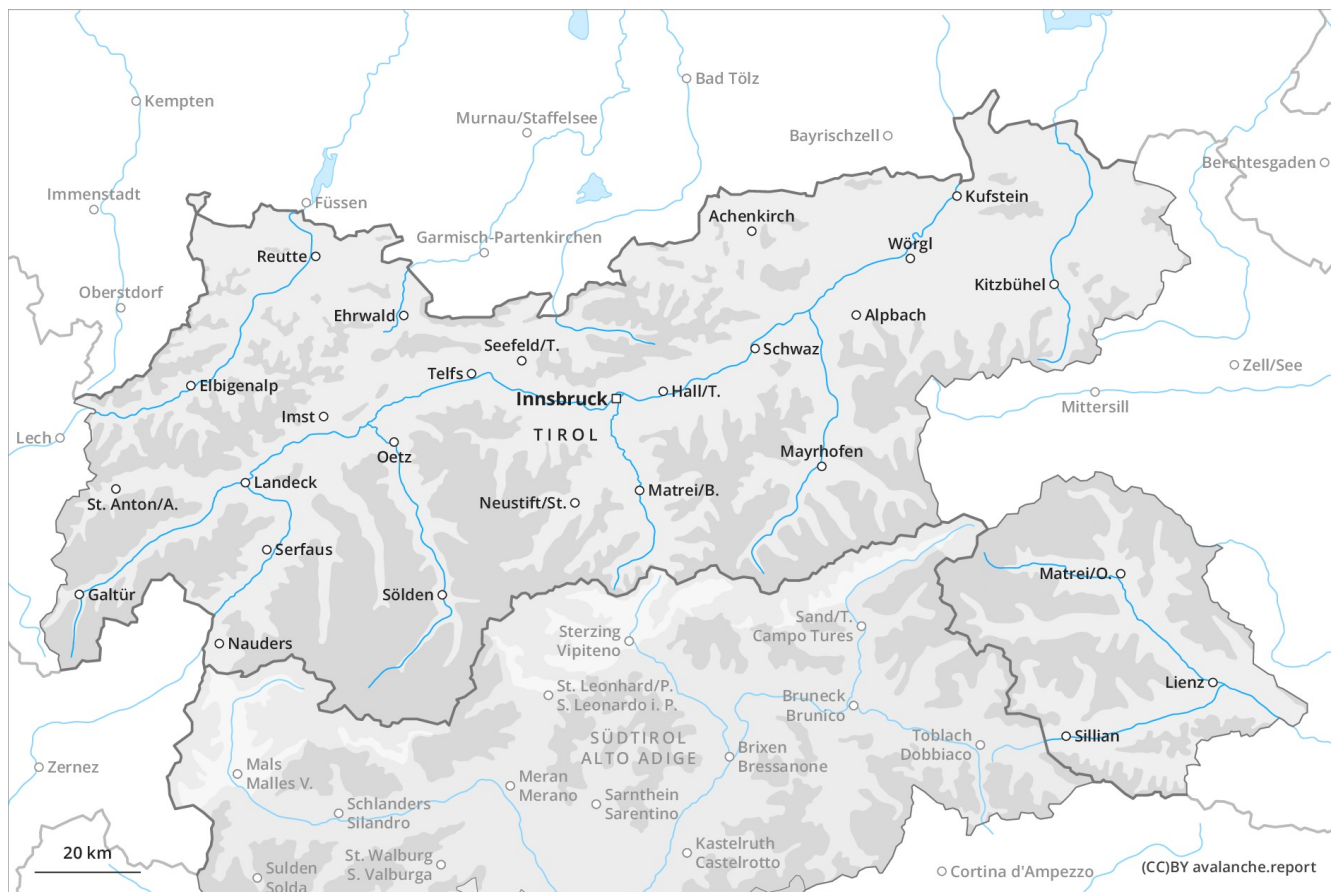 Bad Tölz
Kempten
Murnau/Staffelsee
Bayrischzell
Berchtesgaden
Immenstadt
Füssen
Kufstein
Achenkirch
Garmisch-Partenkirchen
Wörgl
Reutte
Kitzbühel
Oberstdorf
Ehrwald
Alpbach
Seefeld/T.
Schwaz
Zell/See
Telfs
Elbigenalp
Hall/T.
Innsbruck
Mittersill
Imst
TIROL
Lech
Oetz
Mayrhofen
Landeck
Matrei/B.
St. Anton/A.
Neustift/St.
Serfaus
Matrei/O.
Galtür
Sölden
Sand/T.
Campo Tures
Sterzing
Vipiteno
Nauders
Lienz
St. Leonhard/P.
S. Leonardo i. P.
Bruneck
Brunico
Sillian
SÜDTIROL
ALTO ADIGE
Toblach
Dobbiaco
Brixen
Bressanone
Zernez
Mals
Malles V.
Meran
Merano
Schlanders
Silandro
Sarnthein
Sarentino
20 km
St. Walburg
S. Valburga
Kastelruth
Castelrotto
Sulden
Solda
Cortina d'Ampezzo
(CC)BY avalanche.report